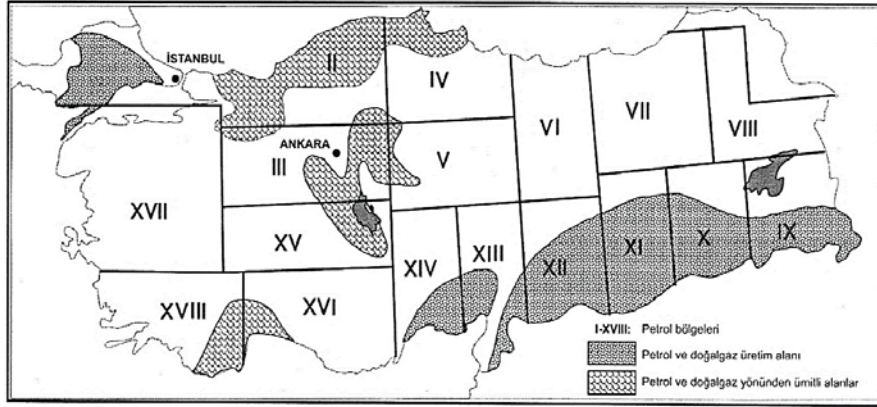 İSTANBUL
II
IV
VI
VII
VIII
ANKARA
III
V
XVII
XV
XIV
XIII
XII
XI
X
IX
XVIII
XVI
I-XVIII: Petrol bölgeleri
Petrol ve doğalgaz üretim alanı
Petrol ve doğalgaz yönünden ümitli alanlar